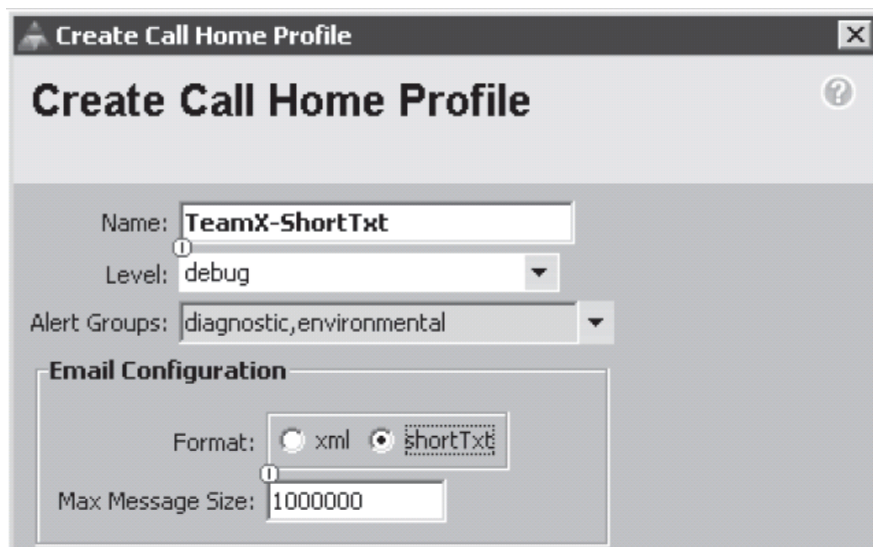 Create Call Home Profile
Create Call Home Profile
Name: TeamX-ShortTxt
Level: debug
Alert Groups: diagnostic,environmental
Email Configuration
Format: xml shortTxt
Max Message Size: 1000000